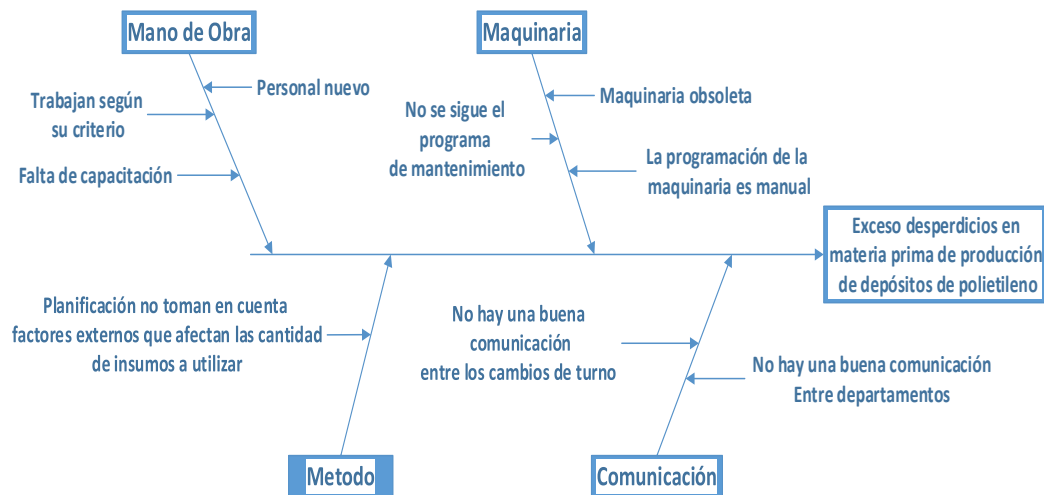 Mano de Obra
Maquinaria
Personal nuevo
Trabajan según
su criterio
Falta de capacitación
Maquinaria obsoleta
No se sigue el
programa
de mantenimiento
La programación de la
maquinaria es manual
Exceso desperdicios en
materia prima de producción
de depósitos de polietileno
Planificación no toman en cuenta
factores externos que afectan las cantidad
de insumos a utilizar
No hay una buena
comunicación
entre los cambios de turno
No hay una buena comunicación
Entre departamentos
Metodo
Comunicación